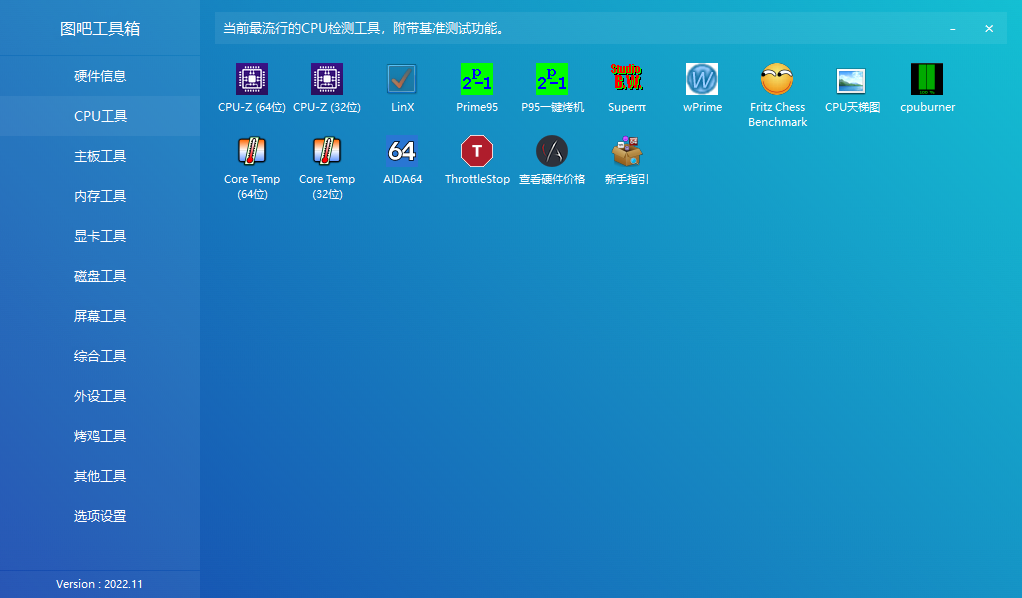 图吧工具箱
硬件信息
CPU工具
主板工具
内存工具
显卡工具
磁盘工具
屏幕工具
综合工具
外设工具
烤鸡工具
其他工具
选项设置
Version : 2022.11
当前最流行的CPU检测工具，附带基准测试功能。
CPU-Z (64位)
CPU-Z (32位)
LinX
2^P-1
Prime95
2^P-1
P95一键烤机
Superπ
W
wPrime
Fritz Chess
Benchmark
CPU天梯图
100 %
cpuburner
Core Temp
(64位)
Core Temp
(32位)
64
AIDA64
T
ThrottleStop
查看硬件价格
新手指引